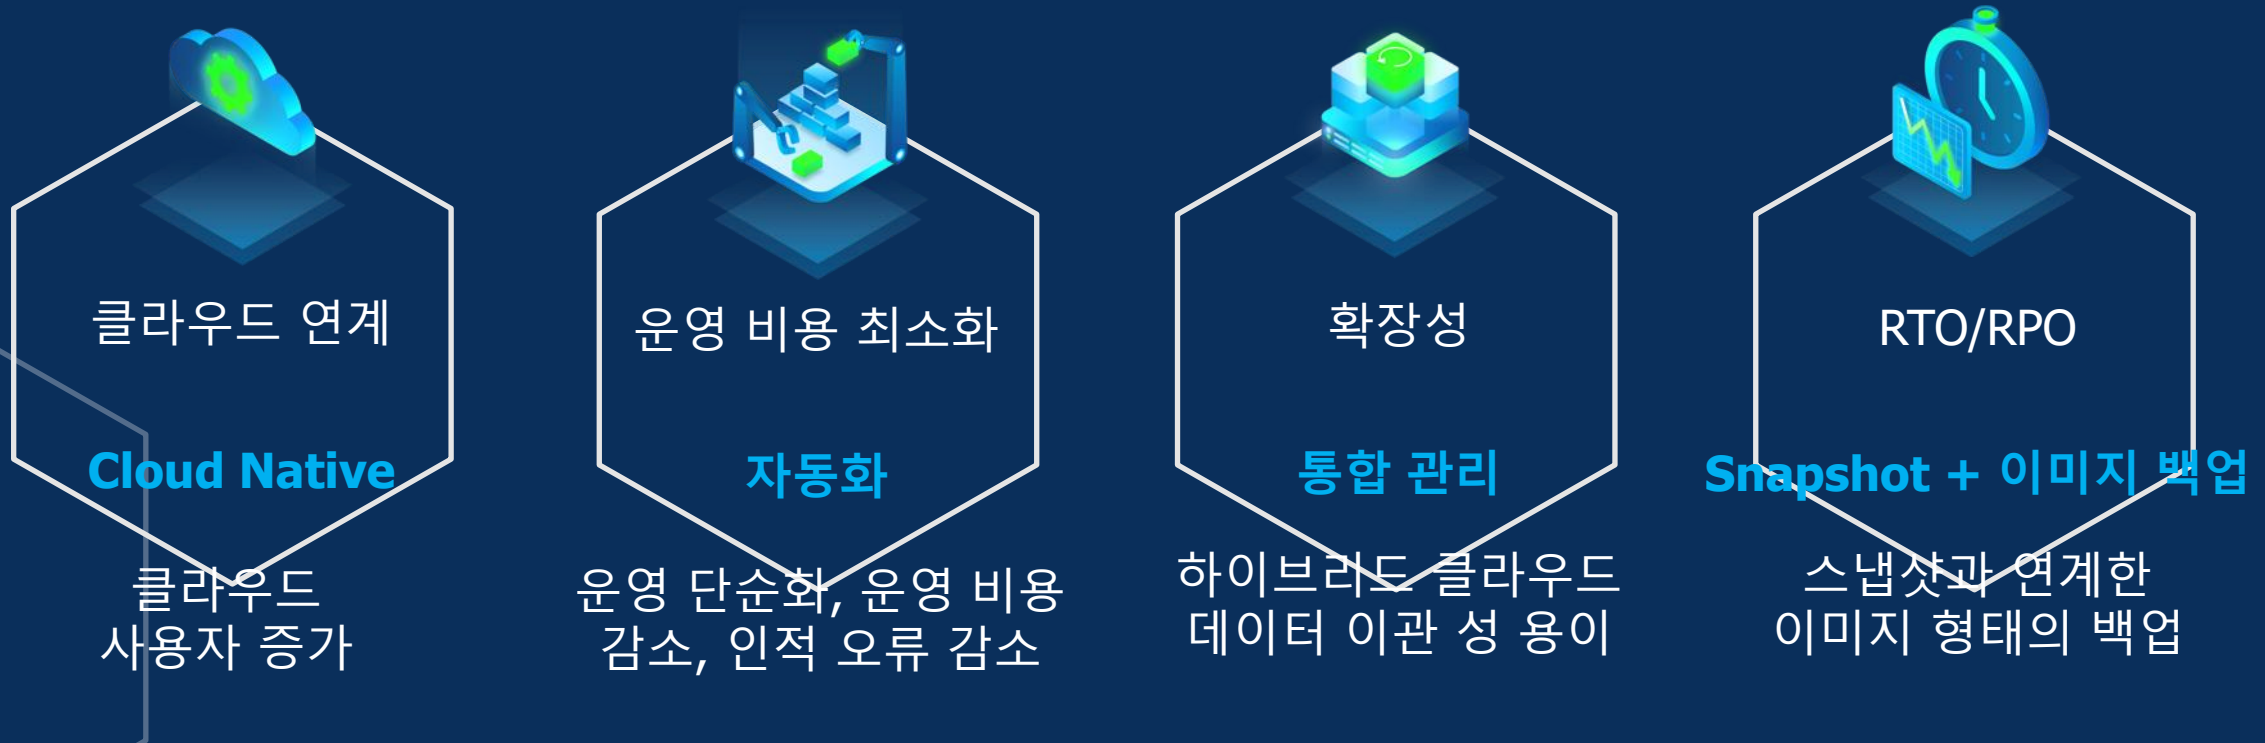 클라우드 연계
Cloud Native
클라우드
사용자 증가
운영 비용 최소화
자동화
운영 단순화, 운영 비용
감소, 인적 오류 감소
확장성
통합 관리
하이브리드 클라우드
데이터 이관 성 용이
RTO/RPO
Snapshot + 이미지 백업
스냅샷과 연계한
이미지 형태의 백업